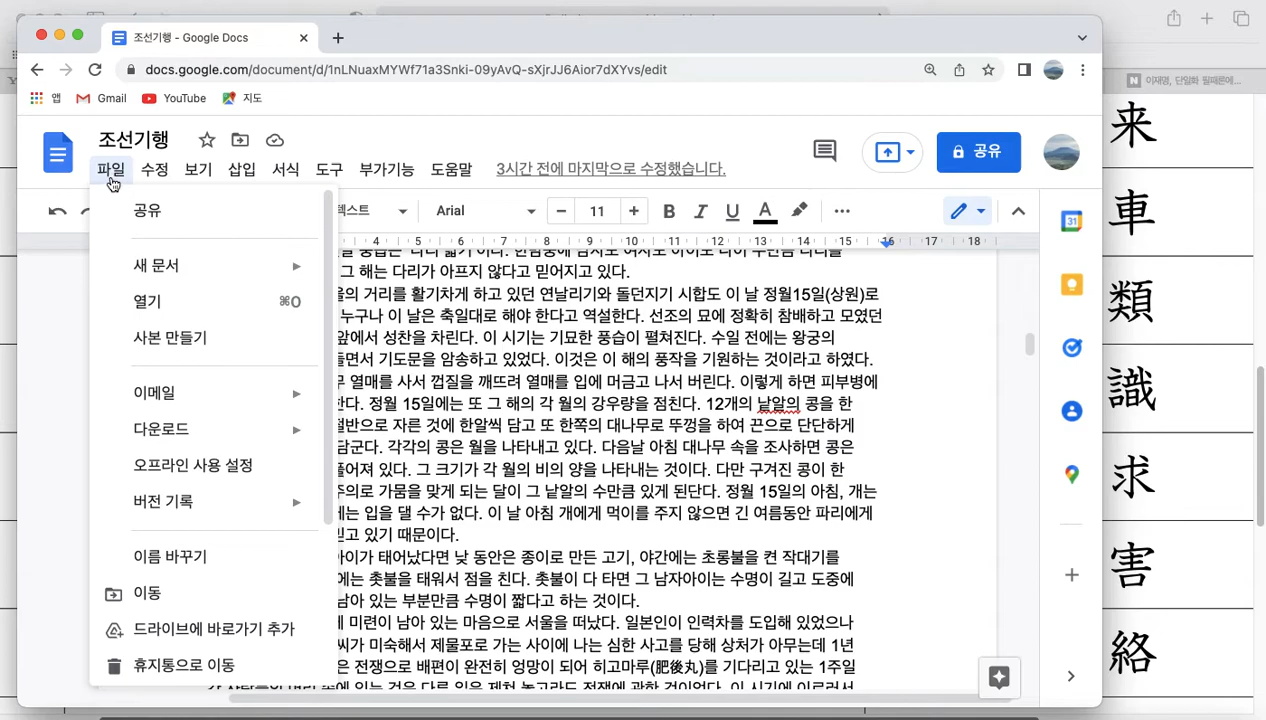 조선기행 - Google Docs
docs.google.com/document/d/1nLNuaxMYWf71a3Snki-09yAvQ-sXjrJJ6Aior7dXYvs/edit
앱 Gmail YouTube 지도
조선기행
파일 수정 보기 삽입 서식 도구 부가기능 도움말 3시간 전에 마지막으로 수정했습니다.
공유
Arial 11 B I U A
공유
새 문서
열기 ⌘O
사본 만들기
이메일
다운로드
오프라인 사용 설정
버전 기록
이름 바꾸기
이동
드라이브에 바로가기 추가
휴지통으로 이동
4 5 6 7 8 9 10 11 12 13 14 15 16 17 18
그 해는 다리가 아프지 않다고 믿어지고 있다.
의 거리를 활기차게 하고 있던 연날리기와 돌던지기 시합도 이 날 정월15일(상원)로
누구나 이 날은 축일대로 해야 한다고 역설한다. 선조의 묘에 정확히 참배하고 모였던
앞에서 성찬을 차린다. 이 시기는 기묘한 풍습이 펼쳐진다. 수일 전에는 왕궁의
들면서 기도문을 암송하고 있었다. 이것은 이 해의 풍작을 기원하는 것이라고 하였다.
열매를 사서 껍질을 깨뜨려 열매를 입에 머금고 나서 버린다. 이렇게 하면 피부병에
한다. 정월 15일에는 또 그 해의 각 월의 강우량을 점친다. 12개의 낱알의 콩을 한
절반으로 자른 것에 한알씩 담고 또 한쪽의 대나무로 뚜껑을 하여 끈으로 단단하게
담군다. 각각의 콩은 월을 나타내고 있다. 다음날 아침 대나무 속을 조사하면 콩은
풀어져 있다. 그 크기가 각 월의 비의 양을 나타내는 것이다. 다만 구겨진 콩이 한
주의로 가뭄을 맞게 되는 달이 그 낱알의 수만큼 있게 된단다. 정월 15일의 아침, 개는
에는 입을 댈 수가 없다. 이 날 아침 개에게 먹이를 주지 않으면 긴 여름동안 파리에게
믿고 있기 때문이다.
아이가 태어났다면 낮 동안은 종이로 만든 고기, 야간에는 초롱불을 켠 작대기를
에는 촛불을 태워서 점을 친다. 촛불이 다 타면 그 남자아이는 수명이 길고 도중에
남아 있는 부분만큼 수명이 짧다고 하는 것이다.
에 미련이 남아 있는 마음으로 서울을 떠났다. 일본인이 인력차를 도입해 있었으나
씨가 미숙해서 제물포로 가는 사이에 나는 심한 사고를 당해 상처가 아무는데 1년
은 전쟁으로 배편이 완전히 엉망이 되어 히고마루(肥後丸)를 기다리고 있는 1주일
来
車
類
識
求
害
絡